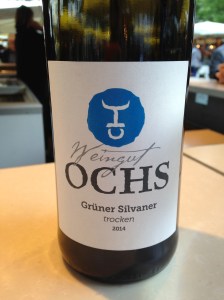 Weingut
OCHS
Grüner Silvaner
trocken
2014